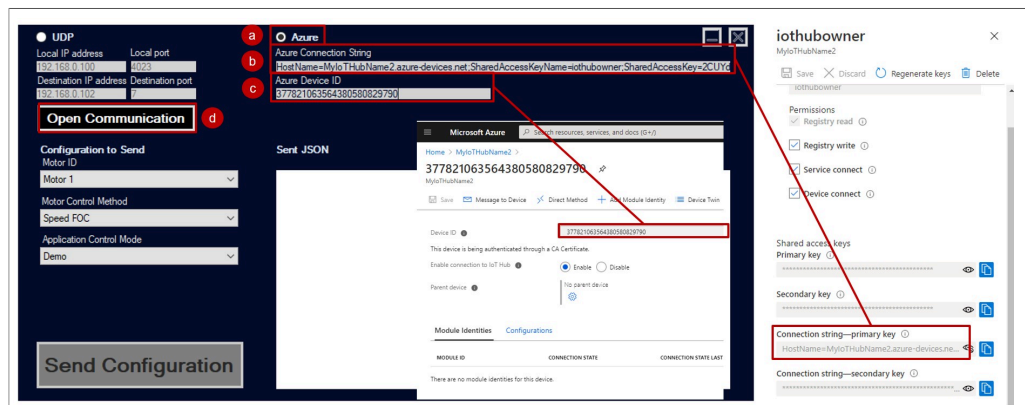 UDP
Local IP address Local port
192.168.0.100 4023
Destination IP address Destination port
192.168.0.102 7
Open Communication
d
Configuration to Send
Motor ID
Motor 1
Motor Control Method
Speed FOC
Application Control Mode
Demo
Send Configuration
a
Azure
b
Azure Connection String
HostName=MyIoTHubName2.azure-devices.net;SharedAccessKeyName=iothubowner;SharedAccessKey=2CUYc
c
Azure Device ID
377821063564380580829790
Sent JSON
Microsoft Azure
Search resources, services, and docs (G+/)
Home > MyIoTHubName2 >
377821063564380580829790
MyIoTHubName2
Save Message to Device Direct Method Add Module Identity Device Twin
Device ID 377821063564380580829790
This device is being authenticated through a CA Certificate.
Enable connection to IoT Hub Enable Disable
Parent device No parent device
Module Identities Configurations
MODULE ID CONNECTION STATE CONNECTION STATE LAST
There are no module identities for this device.
iothubowner
MyIoTHubName2
Save Discard Regenerate keys Delete
iothubowner
Permissions
Registry read
Registry write
Service connect
Device connect
Shared access keys
Primary key
Secondary key
Connection string—primary key
HostName=MyIoTHubName2.azure-devices.ne...
Connection string—secondary key